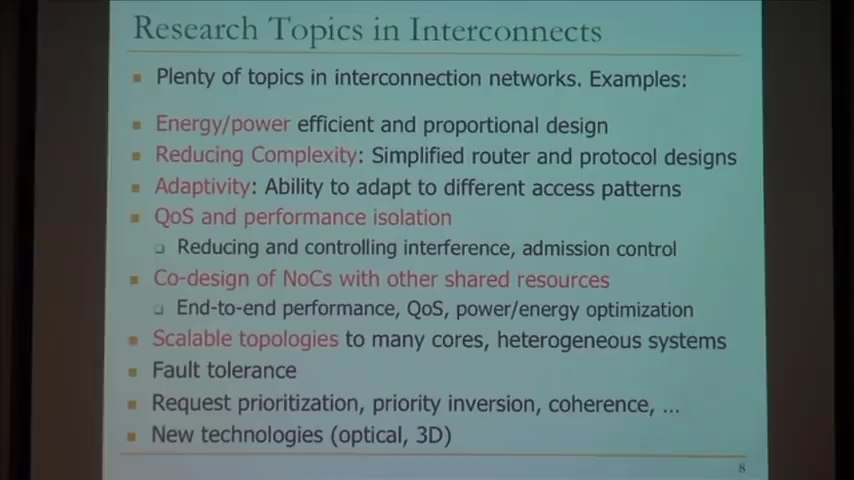 Research Topics in Interconnects
Plenty of topics in interconnection networks. Examples:
Energy/power efficient and proportional design
Reducing Complexity: Simplified router and protocol designs
Adaptivity: Ability to adapt to different access patterns
QoS and performance isolation
Reducing and controlling interference, admission control
Co-design of NoCs with other shared resources
End-to-end performance, QoS, power/energy optimization
Scalable topologies to many cores, heterogeneous systems
Fault tolerance
Request prioritization, priority inversion, coherence, ...
New technologies (optical, 3D)
8